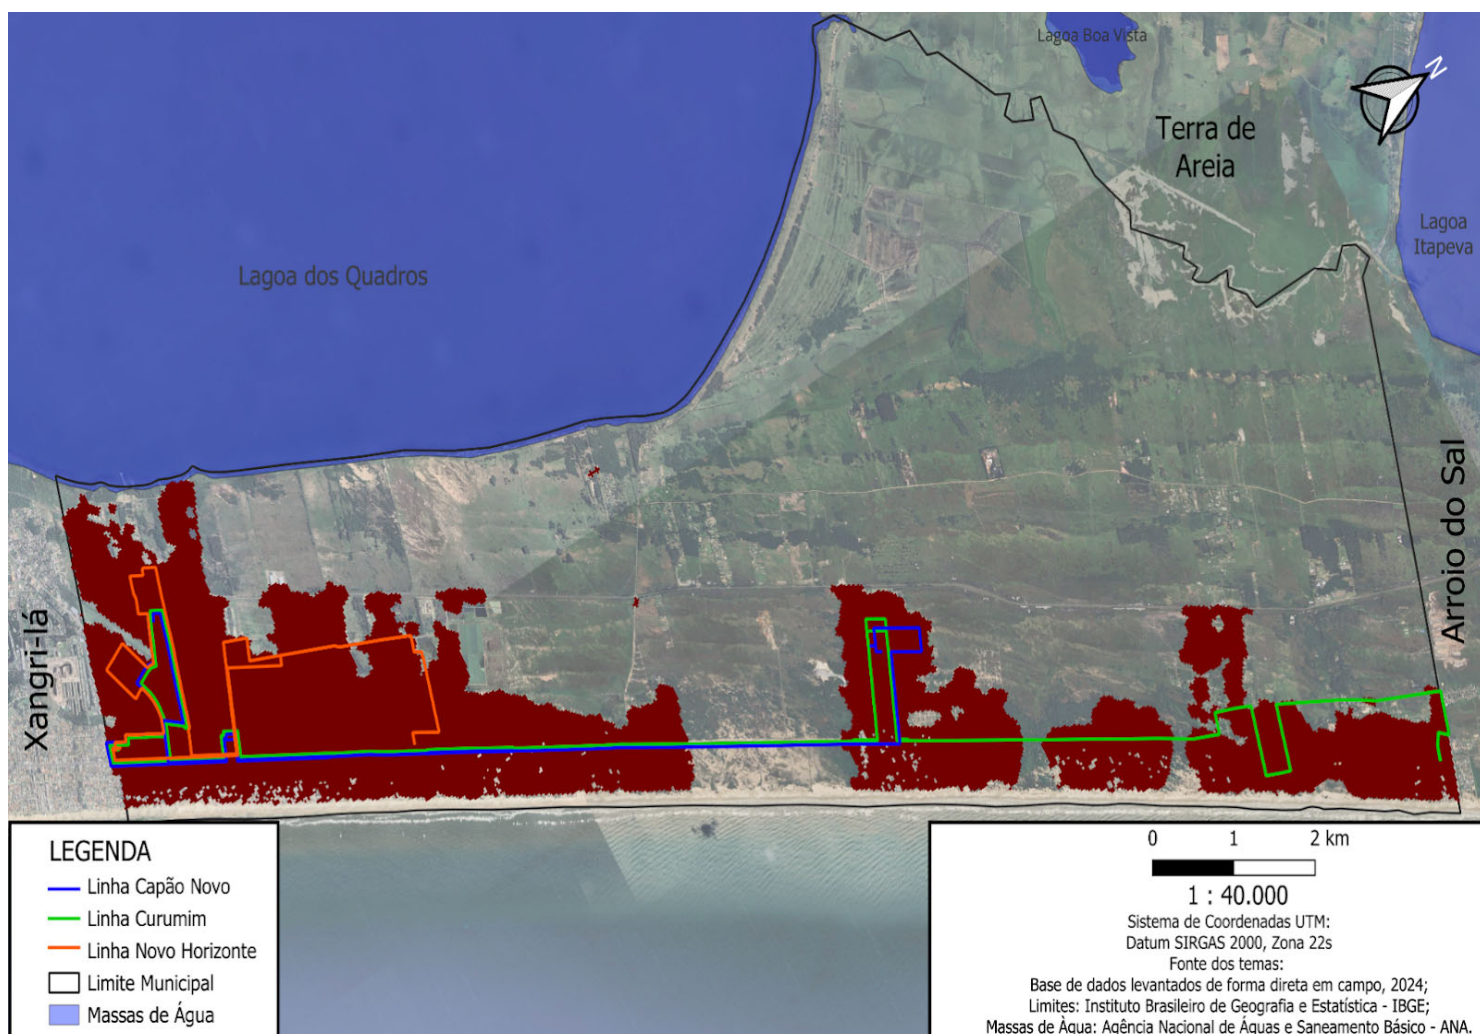 Lagoa Boa Vista
N
Terra de
Areia
Lagoa
Itapeva
Lagoa dos Quadros
Xangri-lá
Arroio do Sal
LEGENDA
Linha Capão Novo
Linha Curumim
Linha Novo Horizonte
Limite Municipal
Massas de Água
0 1 2 km
1 : 40.000
Sistema de Coordenadas UTM:
Datum SIRGAS 2000, Zona 22s
Fonte dos temas:
Base de dados levantados de forma direta em campo, 2024;
Limites: Instituto Brasileiro de Geografia e Estatística - IBGE;
Massas de Àgua: Agência Nacional de Águas e Saneamento Básico - ANA.